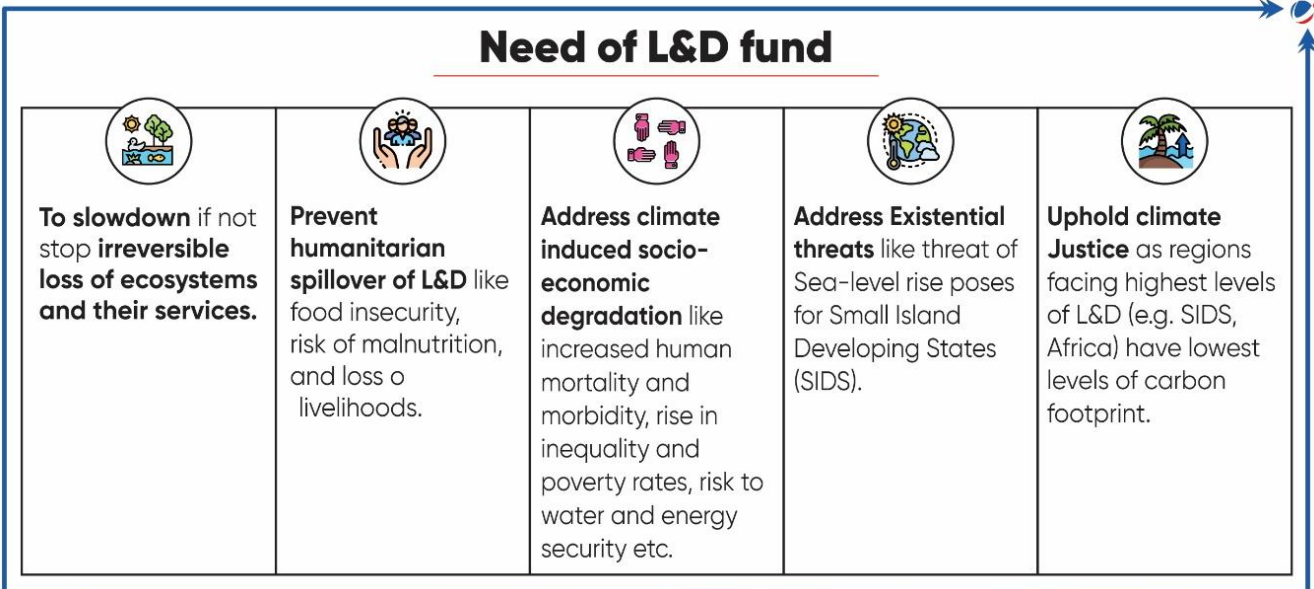 Need of L&D fund
To slowdown if not
stop irreversible
loss of ecosystems
and their services.
Prevent
humanitarian
spillover of L&D like
food insecurity,
risk of malnutrition,
and loss o
livelihoods.
Address climate
induced socio-
economic
degradation like
increased human
mortality and
morbidity, rise in
inequality and
poverty rates, risk to
water and energy
security etc.
Address Existential
threats like threat of
Sea-level rise poses
for Small Island
Developing States
(SIDS).
Uphold climate
Justice as regions
facing highest levels
of L&D (e.g. SIDS,
Africa) have lowest
levels of carbon
footprint.